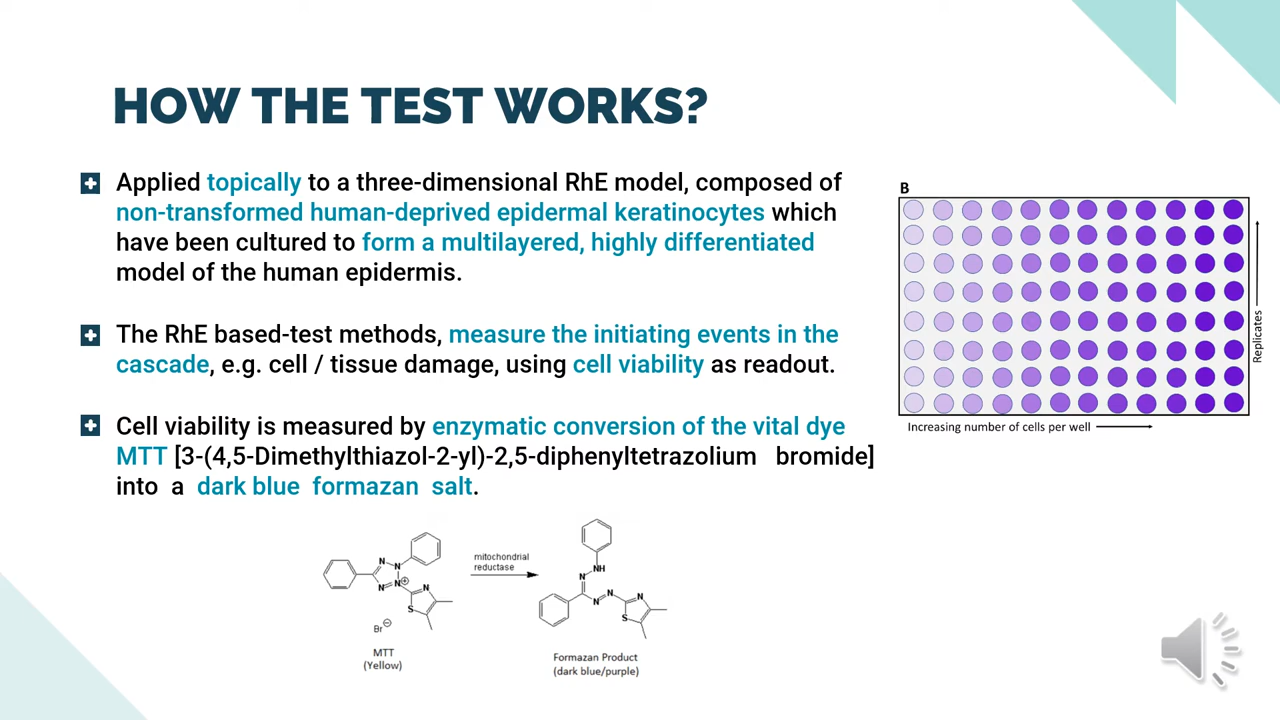 HOW THE TEST WORKS?
Applied topically to a three-dimensional RhE model, composed of
non-transformed human-deprived epidermal keratinocytes which
have been cultured to form a multilayered, highly differentiated
model of the human epidermis.
The RhE based-test methods, measure the initiating events in the
cascade, e.g. cell / tissue damage, using cell viability as readout.
Cell viability is measured by enzymatic conversion of the vital dye
MTT [3-(4,5-Dimethylthiazol-2-yl)-2,5-diphenyltetrazolium bromide]
into a dark blue formazan salt.
B
Replicates
Increasing number of cells per well
mitochondrial
reductase
N
N
N
N
⊕
N
S
Br⊖
MTT
(Yellow)
NH
N
N
N
N
S
Formazan Product
(dark blue/purple)